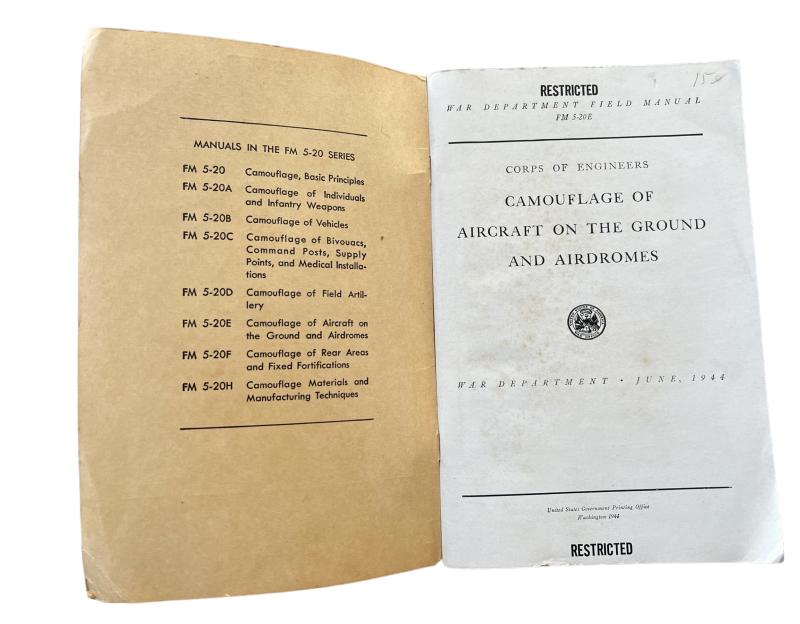 MANUALS IN THE FM 5-20 SERIES
FM 5-20 Camouflage, Basic Principles
FM 5-20A Camouflage of Individuals
and Infantry Weapons
FM 5-20B Camouflage of Vehicles
FM 5-20C Camouflage of Bivouacs,
Command Posts, Supply
Points, and Medical Installa-
tions
FM 5-20D Camouflage of Field Artil-
lery
FM 5-20E Camouflage of Aircraft on
the Ground and Airdromes
FM 5-20F Camouflage of Rear Areas
and Fixed Fortifications
FM 5-20H Camouflage Materials and
Manufacturing Techniques
RESTRICTED
WAR DEPARTMENT FIELD MANUAL
FM 5-20E
CORPS OF ENGINEERS
CAMOUFLAGE OF
AIRCRAFT ON THE GROUND
AND AIRDROMES
WAR DEPARTMENT • JUNE, 1944
United States Government Printing Office
Washington 1944
RESTRICTED